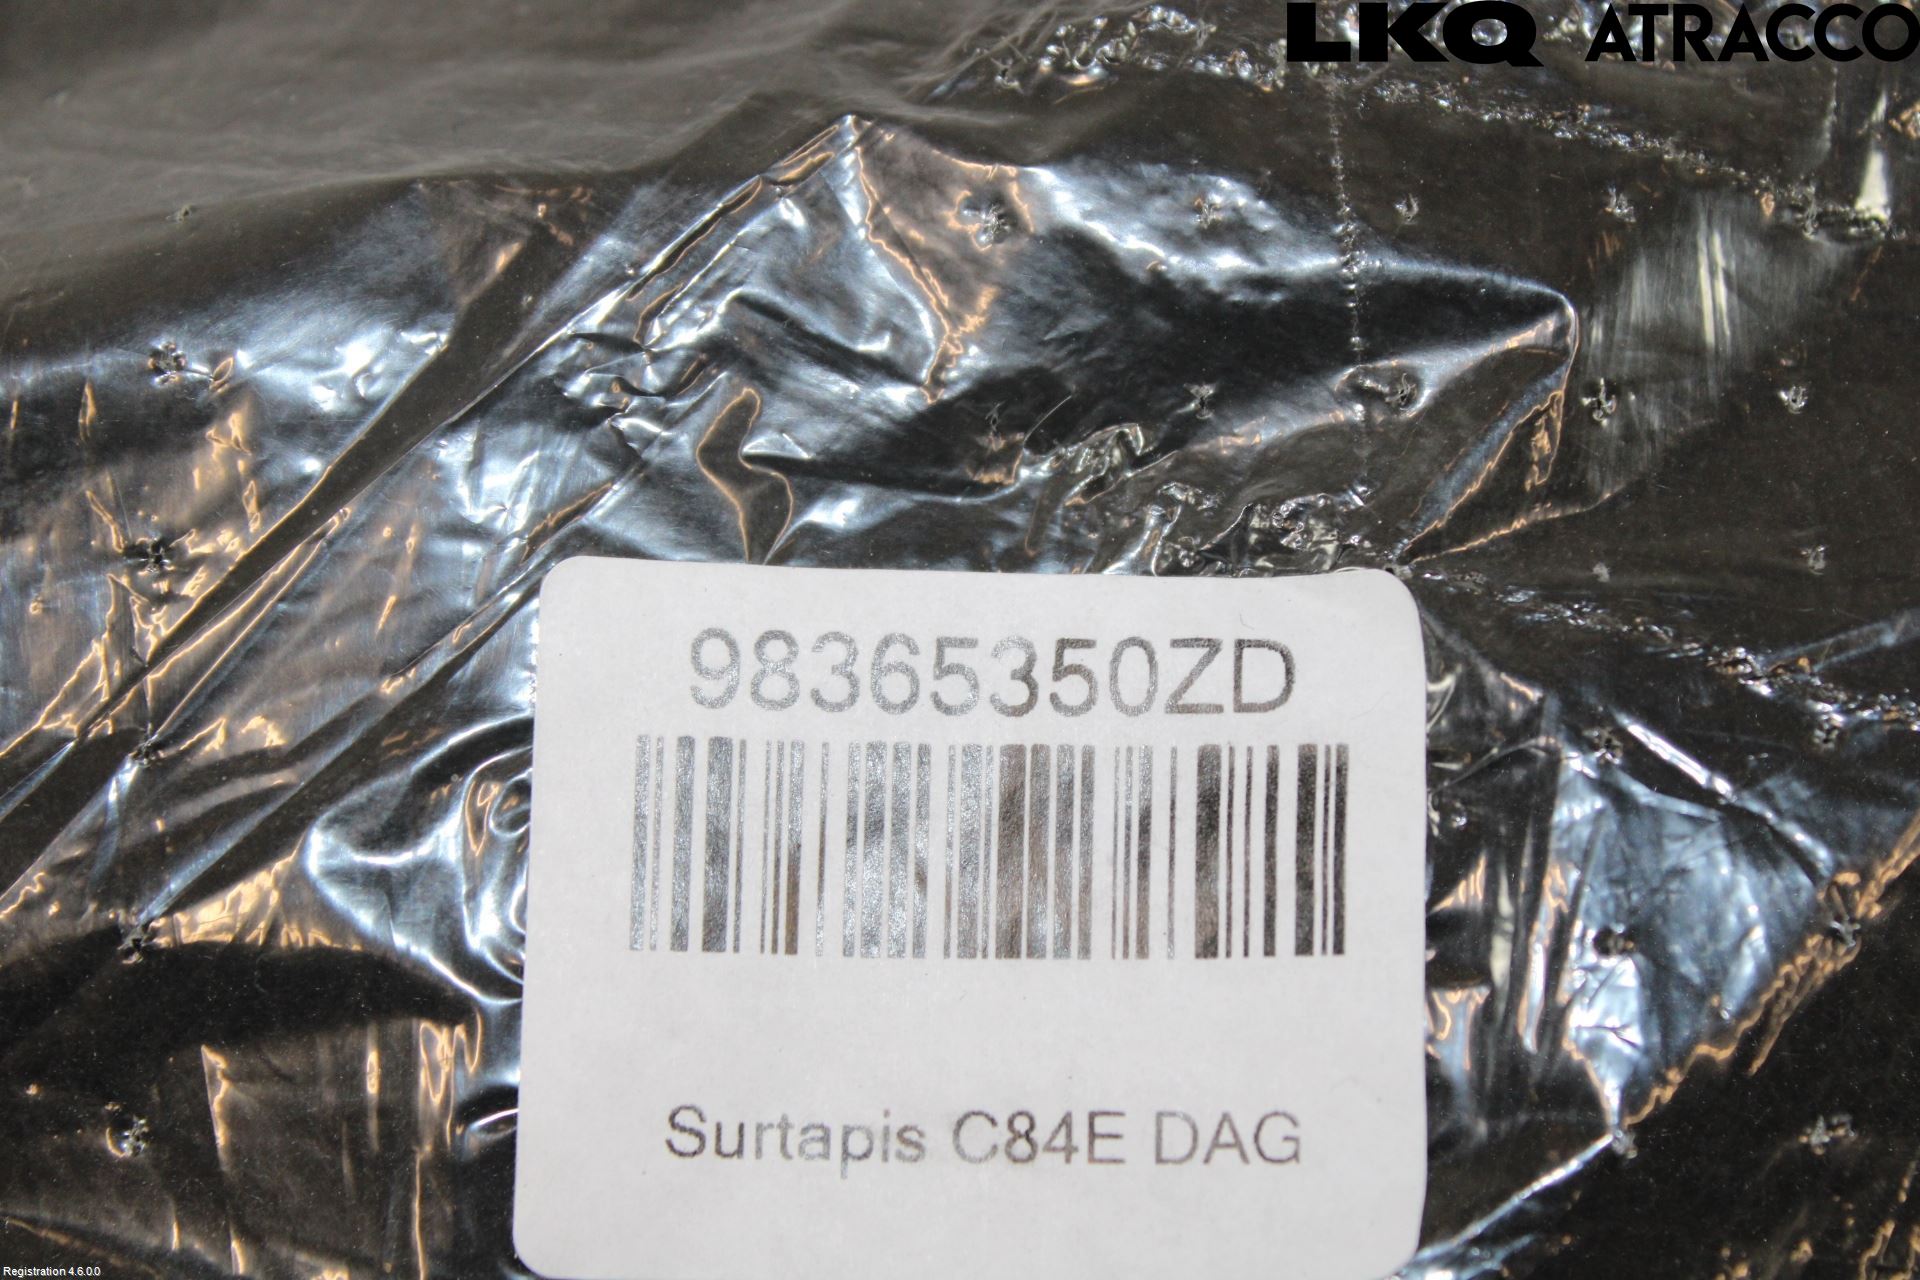 LKQ ATRACCO
98365350ZD
Surtapis C84E DAG
Registration 4.6.0.0